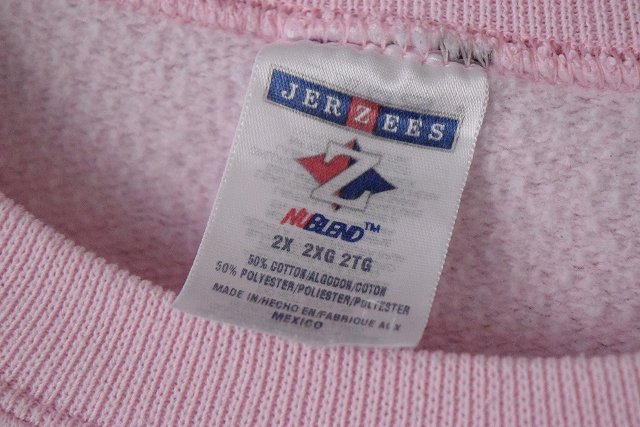 JERZEES
Z
NUBLEND™
2X 2XG 2TG
50% COTTON/ALGODON/COTON
50% POLYESTER/POLIESTER/POLYESTER
MADE IN/HECHO EN/FABRIQUE AUX
MEXICO